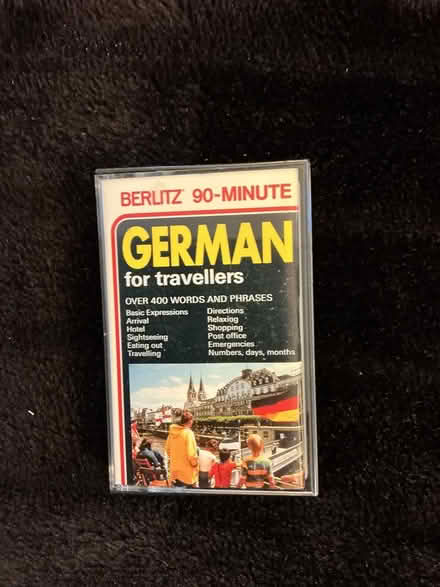 BERLITZ® 90-MINUTE
GERMAN
for travellers
OVER 400 WORDS AND PHRASES
Basic Expressions
Arrival
Hotel
Sightseeing
Eating out
Travelling
Directions
Relaxing
Shopping
Post office
Emergencies
Numbers, days, months